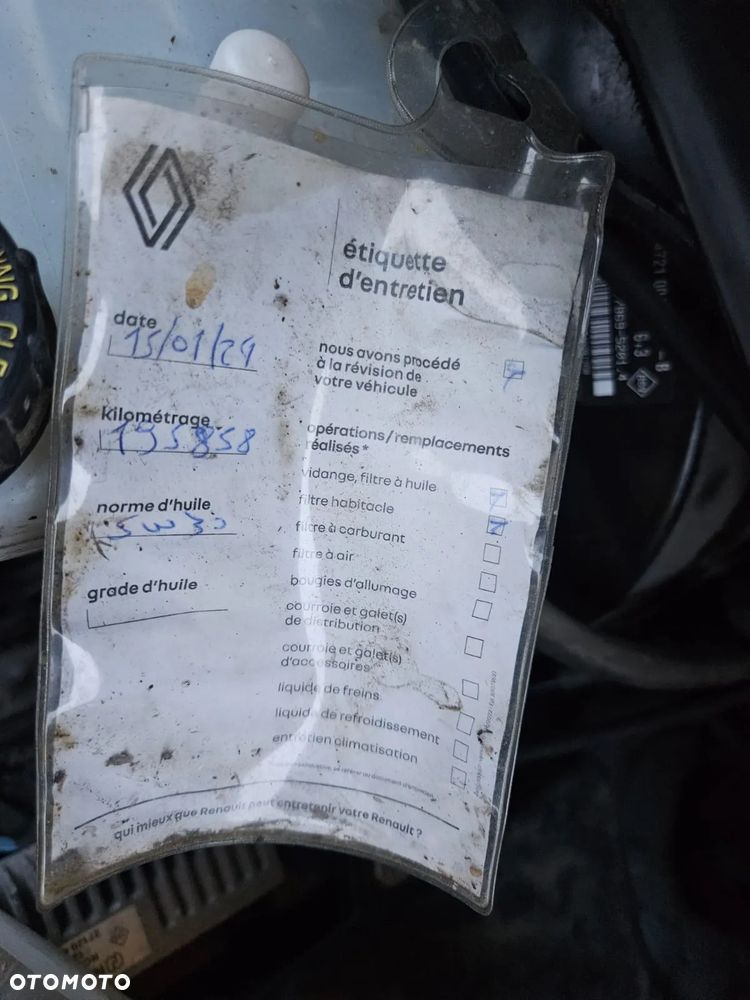 étiquette
d'entretien
date
15/01/24
kilométrage
195858
norme d'huile
5W30
grade d'huile
nous avons procédé
à la révision de
votre véhicule
opérations/remplacements
réalisés*
vidange, filtre à huile
filtre habitacle
filtre à carburant
filtre à air
bougies d'allumage
courroie et galet(s)
de distribution
courroie et galet(s)
d'accessoires
liquide de freins
liquide de refroidissement
entretien climatisation
qui mieux que Renault peut entretenir votre Renault ?
OTOMOTO